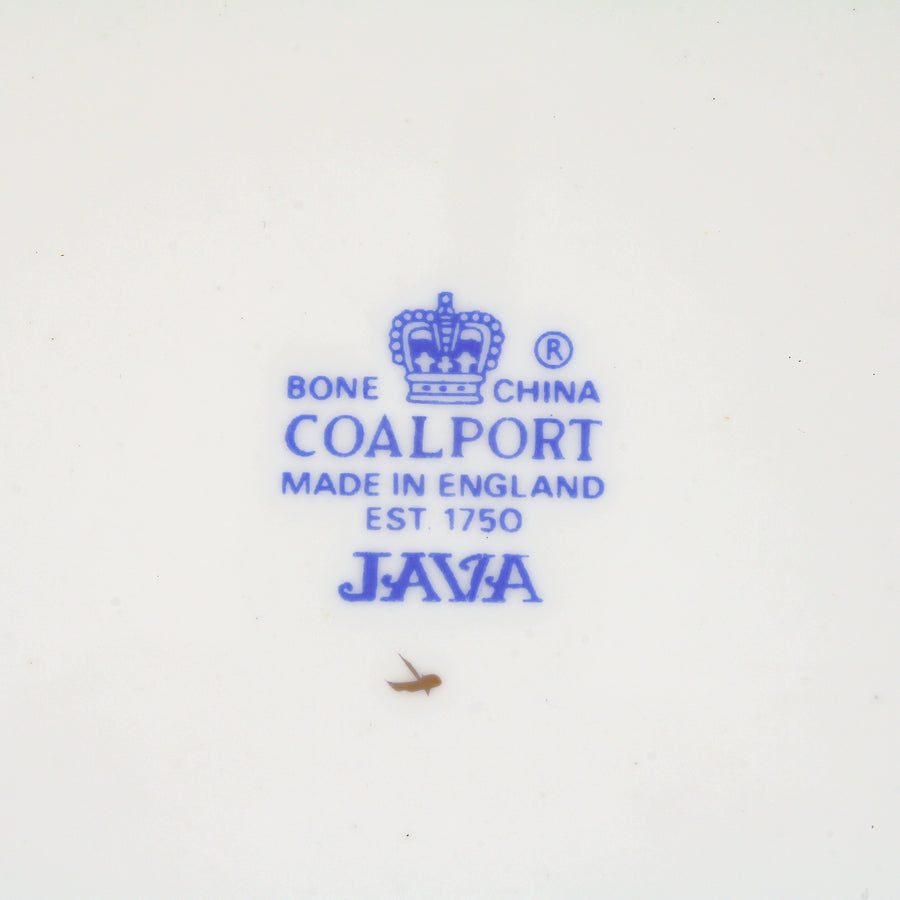 ®
BONE CHINA
COALPORT
MADE IN ENGLAND
EST. 1750
JAVA